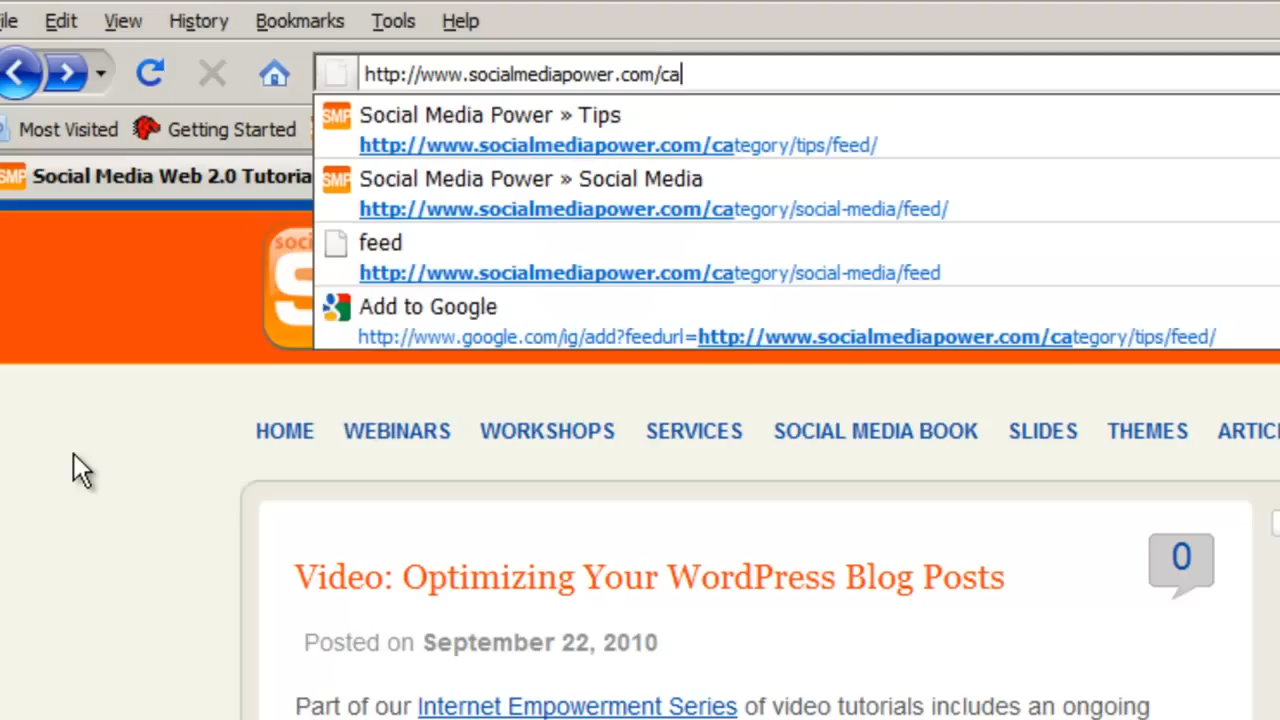 ile Edit View History Bookmarks Tools Help
http://www.socialmediapower.com/ca
Most Visited Getting Started
SMP Social Media Power » Tips
http://www.socialmediapower.com/category/tips/feed/
SMP Social Media Power » Social Media
http://www.socialmediapower.com/category/social-media/feed/
feed
http://www.socialmediapower.com/category/social-media/feed
Add to Google
http://www.google.com/ig/add?feedurl=http://www.socialmediapower.com/category/tips/feed/
SMP Social Media Web 2.0 Tutoria
soci
S
HOME WEBINARS WORKSHOPS SERVICES SOCIAL MEDIA BOOK SLIDES THEMES ARTIC
Video: Optimizing Your WordPress Blog Posts
0
Posted on September 22, 2010
Part of our Internet Empowerment Series of video tutorials includes an ongoing